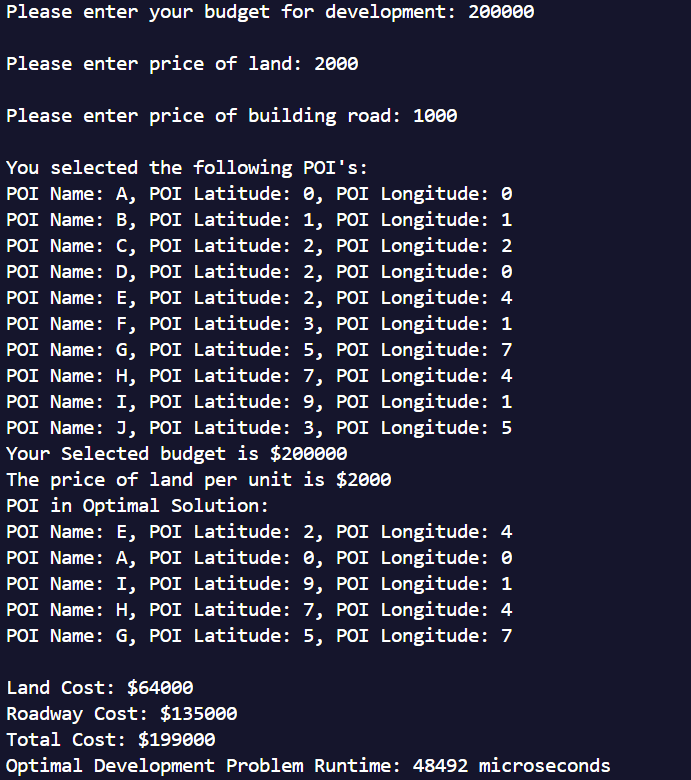 Please enter your budget for development: 200000
Please enter price of land: 2000
Please enter price of building road: 1000
You selected the following POI's:
POI Name: A, POI Latitude: 0, POI Longitude: 0
POI Name: B, POI Latitude: 1, POI Longitude: 1
POI Name: C, POI Latitude: 2, POI Longitude: 2
POI Name: D, POI Latitude: 2, POI Longitude: 0
POI Name: E, POI Latitude: 2, POI Longitude: 4
POI Name: F, POI Latitude: 3, POI Longitude: 1
POI Name: G, POI Latitude: 5, POI Longitude: 7
POI Name: H, POI Latitude: 7, POI Longitude: 4
POI Name: I, POI Latitude: 9, POI Longitude: 1
POI Name: J, POI Latitude: 3, POI Longitude: 5
Your Selected budget is $200000
The price of land per unit is $2000
POI in Optimal Solution:
POI Name: E, POI Latitude: 2, POI Longitude: 4
POI Name: A, POI Latitude: 0, POI Longitude: 0
POI Name: I, POI Latitude: 9, POI Longitude: 1
POI Name: H, POI Latitude: 7, POI Longitude: 4
POI Name: G, POI Latitude: 5, POI Longitude: 7
Land Cost: $64000
Roadway Cost: $135000
Total Cost: $199000
Optimal Development Problem Runtime: 48492 microseconds